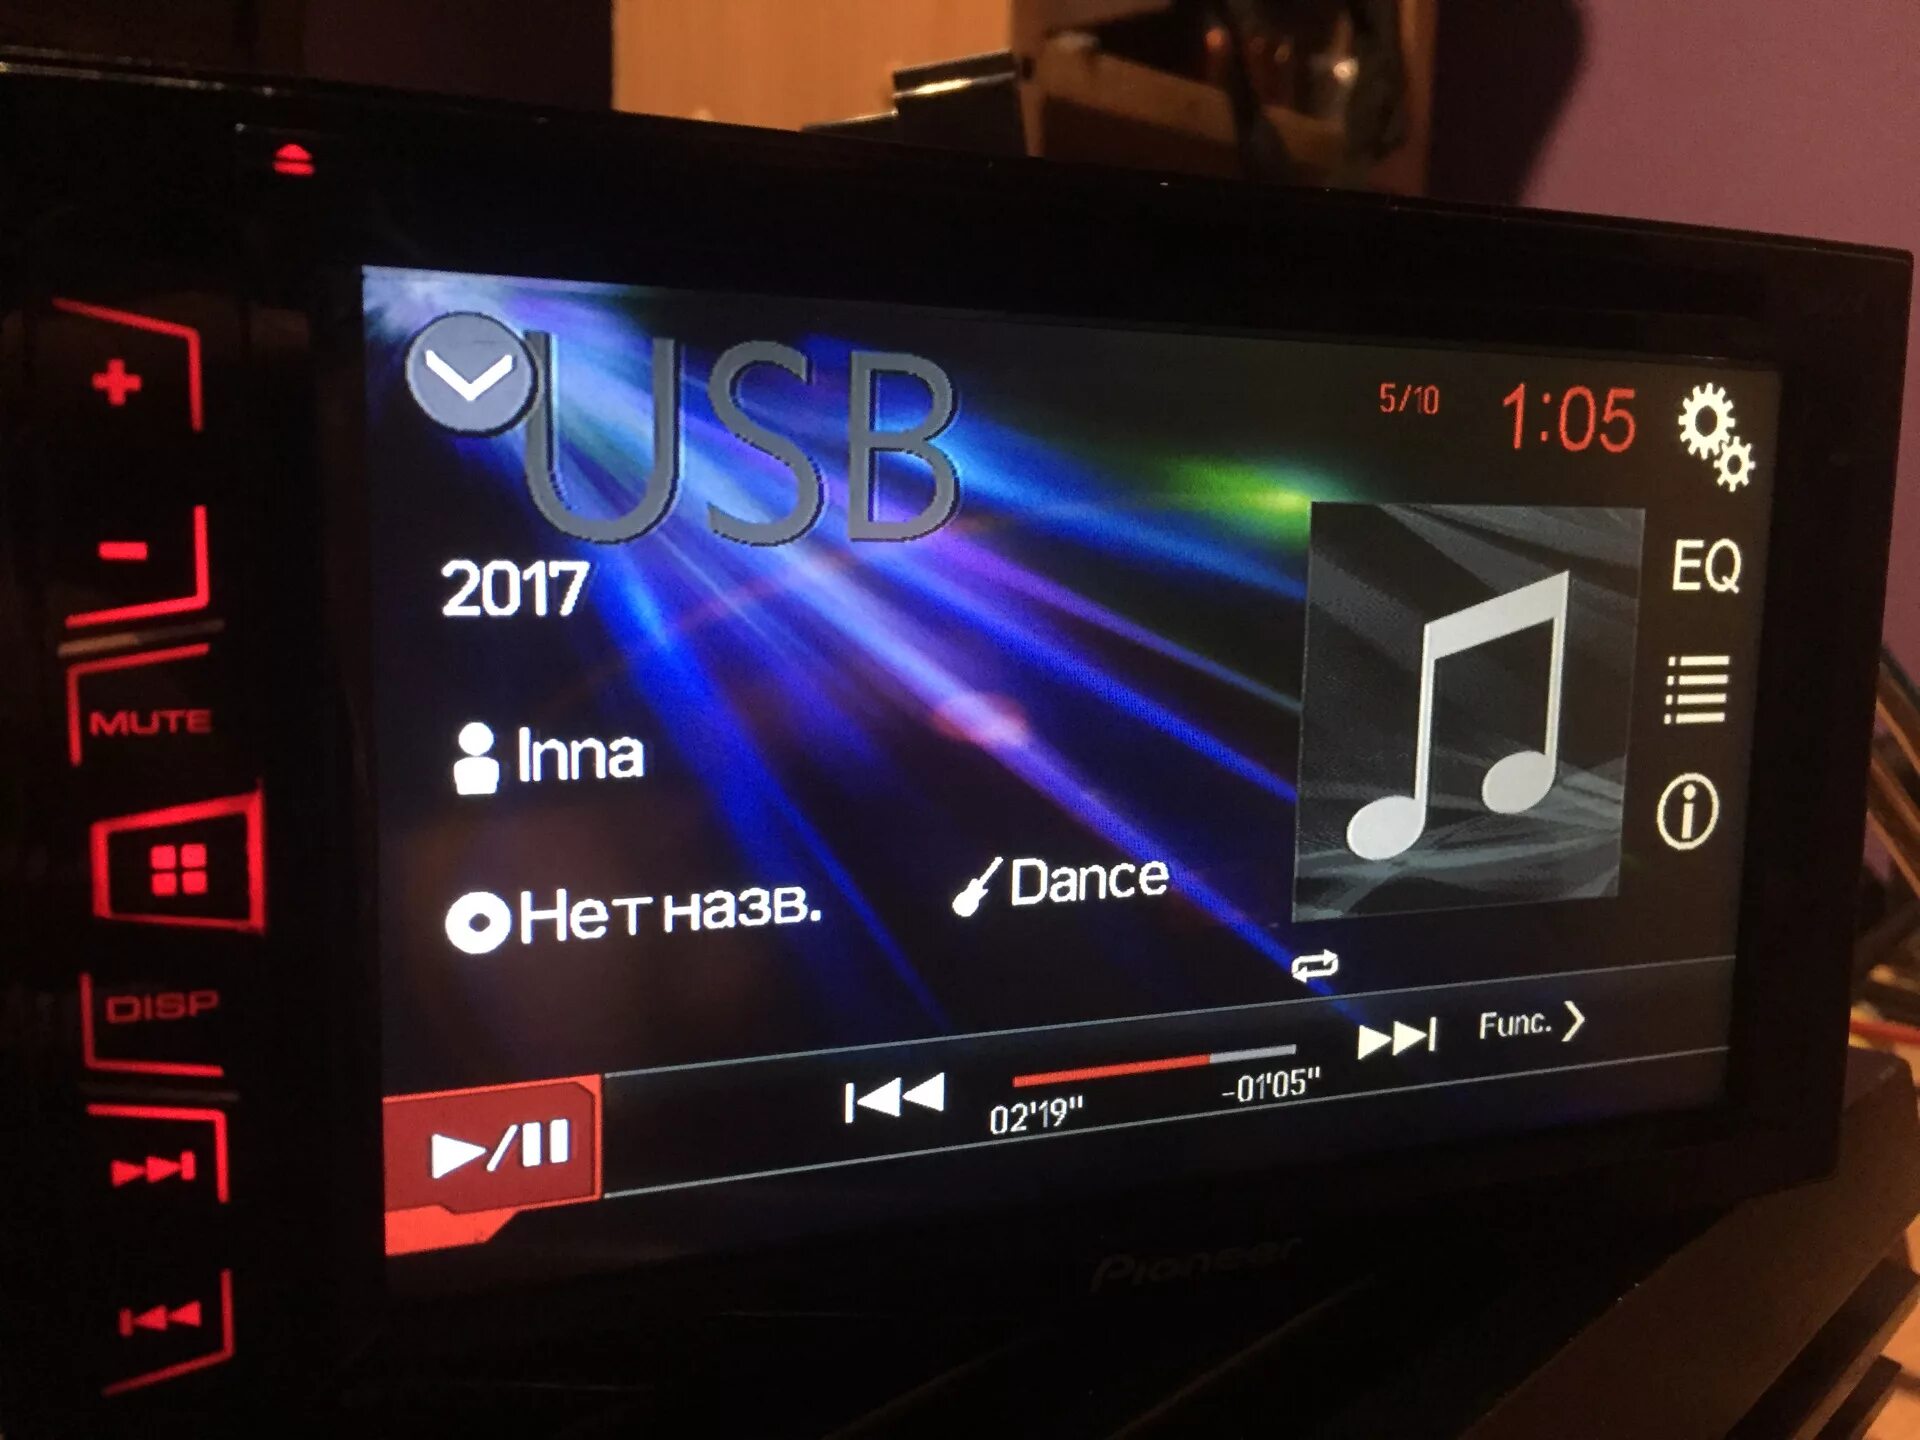 USB
5/10 1:05
2017
EQ
MUTE
Inna
Нет назв.
Dance
DISP
Func.
02'19" -01'05"
Pioneer